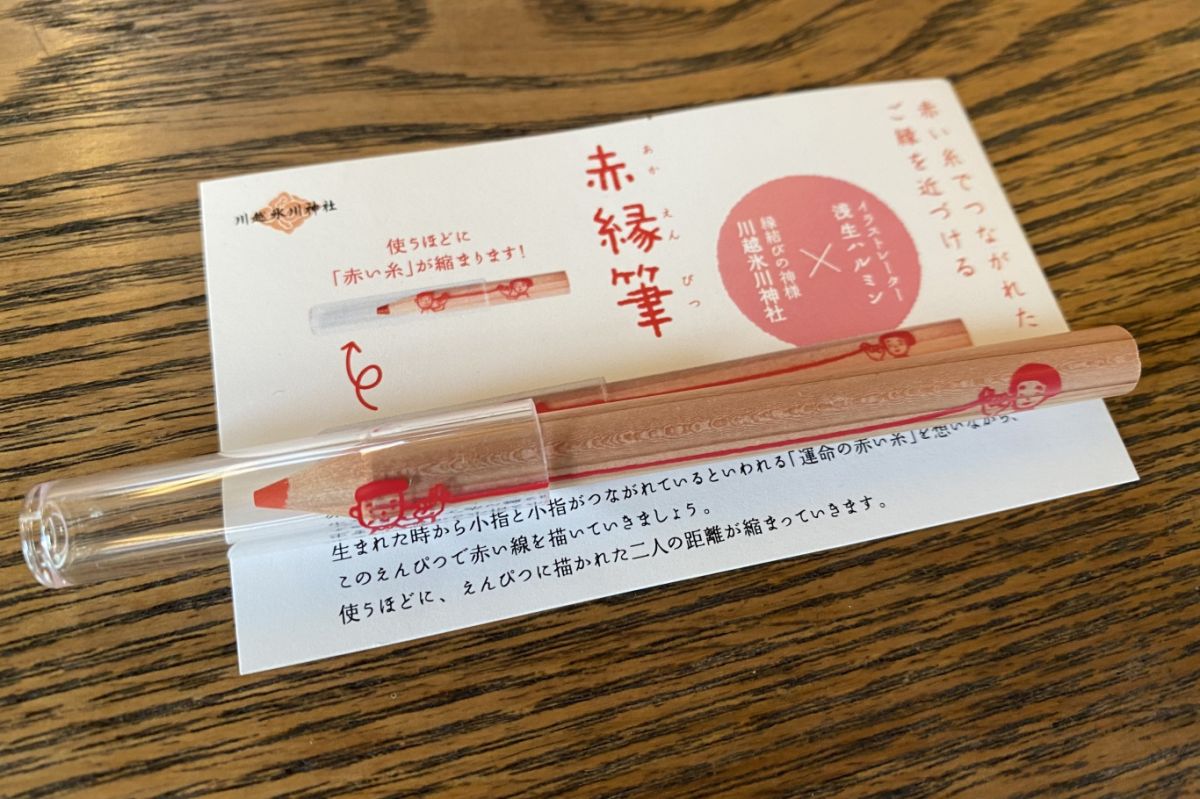 赤い糸でつながれた
ご縁を近づける
イラストレーター
浅生ハルミン
×
縁結びの神様
川越氷川神社
あか えん ぴつ
赤縁筆
川越氷川神社
使うほどに
「赤い糸」が縮まります!
生まれた時から小指と小指がつながれているといわれる「運命の赤い糸」を想いながら、
このえんぴつで赤い線を描いていきましょう。
使うほどに、えんぴつに描かれた二人の距離が縮まっていきます。